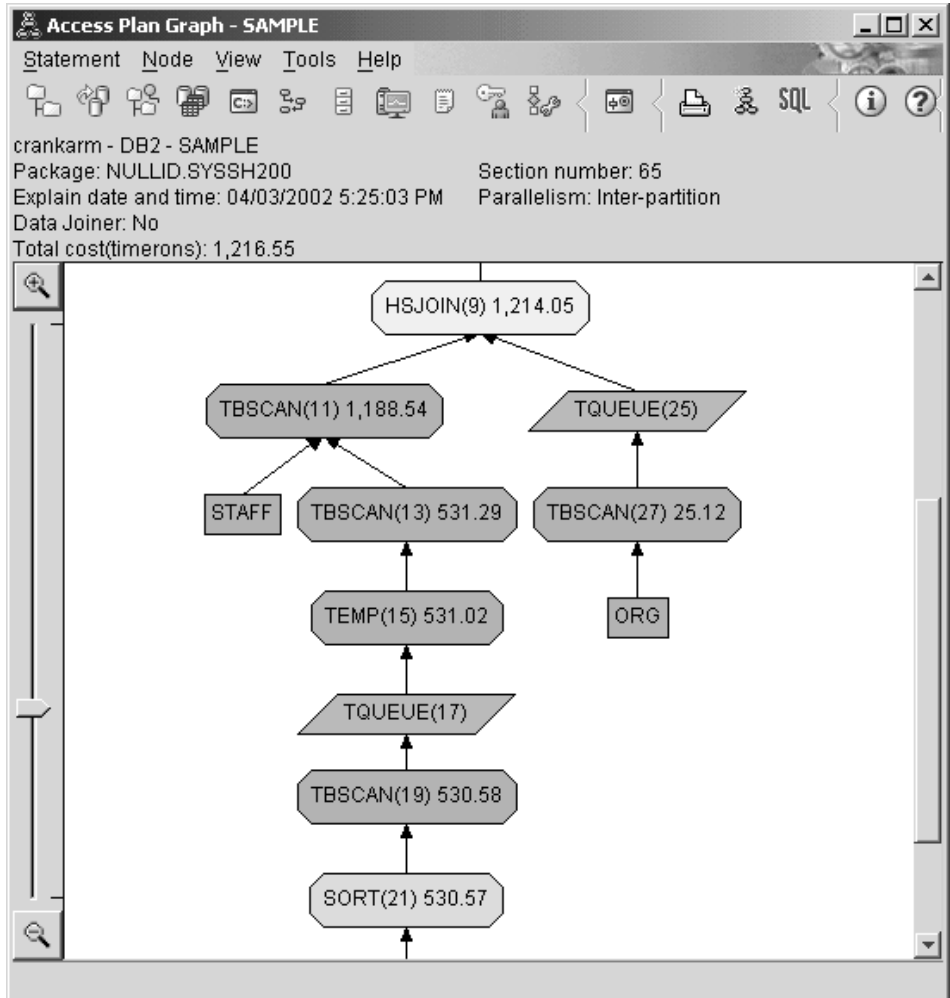 Access Plan Graph - SAMPLE
Statement Node View Tools Help
C:> SQL i ?
crankarm - DB2 - SAMPLE
Package: NULLID.SYSSH200 Section number: 65
Explain date and time: 04/03/2002 5:25:03 PM Parallelism: Inter-partition
Data Joiner: No
Total cost(timerons): 1,216.55
HSJOIN(9) 1,214.05
TBSCAN(11) 1,188.54 TQUEUE(25)
STAFF TBSCAN(13) 531.29 TBSCAN(27) 25.12
TEMP(15) 531.02 ORG
TQUEUE(17)
TBSCAN(19) 530.58
SORT(21) 530.57